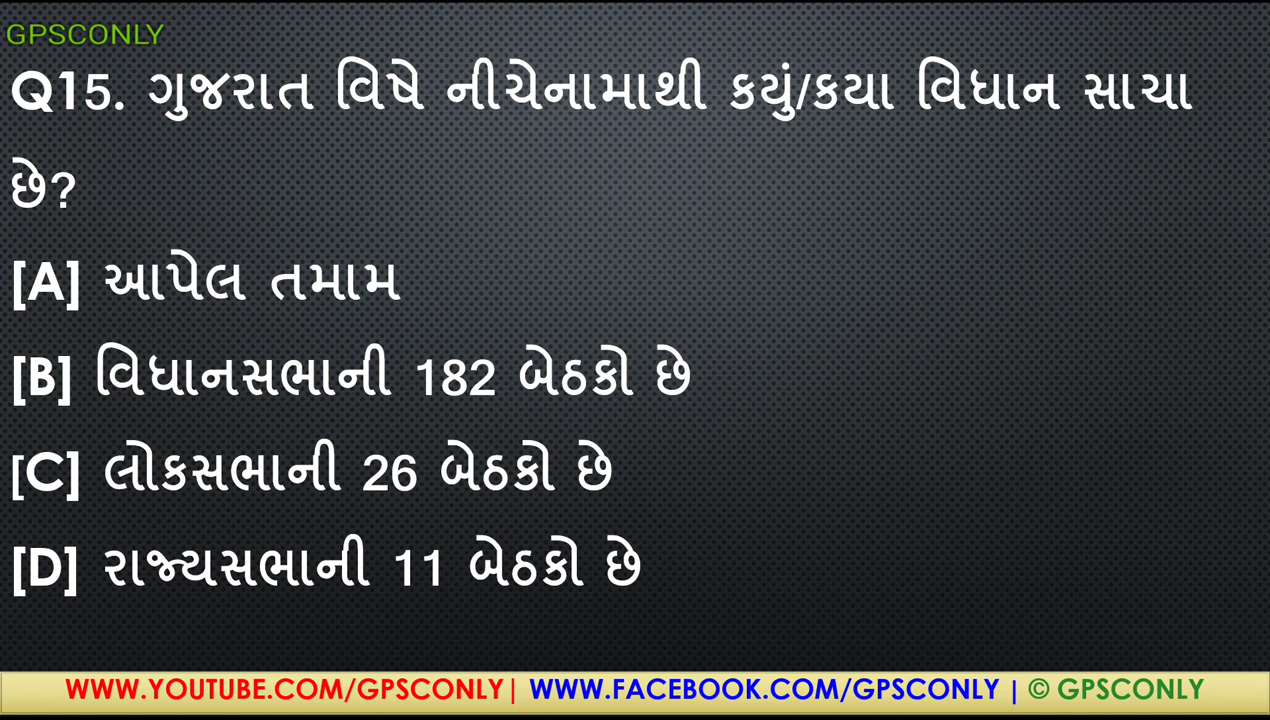 GPSCONLY
Q15. ગુજરાત વિષે નીચેનામાથી કયું/કયા વિધાન સાચા
છે?
[A] આપેલ તમામ
[B] વિધાનસભાની 182 બેઠકો છે
[C] લોકસભાની 26 બેઠકો છે
[D] રાજ્યસભાની 11 બેઠકો છે
WWW.YOUTUBE.COM/GPSCONLY| WWW.FACEBOOK.COM/GPSCONLY | © GPSCONLY